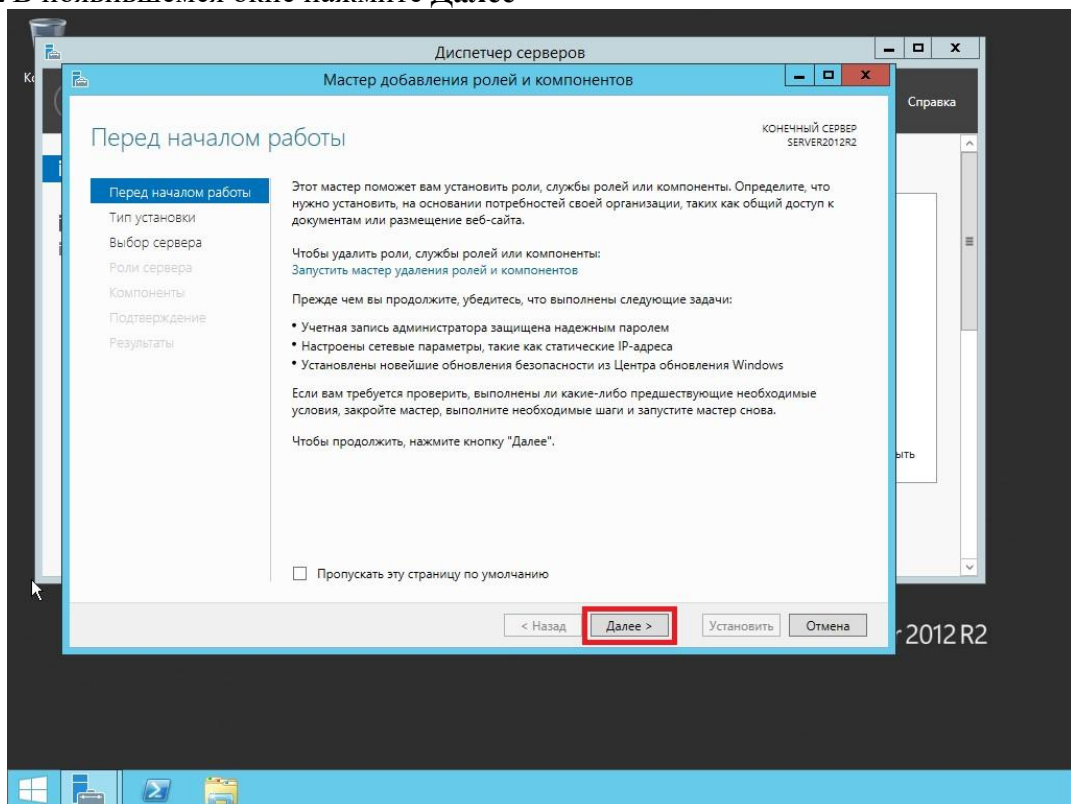 В появившемся окне нажмите Далее
Диспетчер серверов
Мастер добавления ролей и компонентов
Справка
Перед началом работы
КОНЕЧНЫЙ СЕРВЕР
SERVER2012R2
Перед началом работы
Тип установки
Выбор сервера
Роли сервера
Компоненты
Подтверждение
Результаты
Этот мастер поможет вам установить роли, службы ролей или компоненты. Определите, что
нужно установить, на основании потребностей своей организации, таких как общий доступ к
документам или размещение веб-сайта.
Чтобы удалить роли, службы ролей или компоненты:
Запустить мастер удаления ролей и компонентов
Прежде чем вы продолжите, убедитесь, что выполнены следующие задачи:
• Учетная запись администратора защищена надежным паролем
• Настроены сетевые параметры, такие как статические IP-адреса
• Установлены новейшие обновления безопасности из Центра обновления Windows
Если вам требуется проверить, выполнены ли какие-либо предшествующие необходимые
условия, закройте мастер, выполните необходимые шаги и запустите мастер снова.
Чтобы продолжить, нажмите кнопку "Далее".
Пропускать эту страницу по умолчанию
< Назад
Далее >
Установить
Отмена
2012 R2